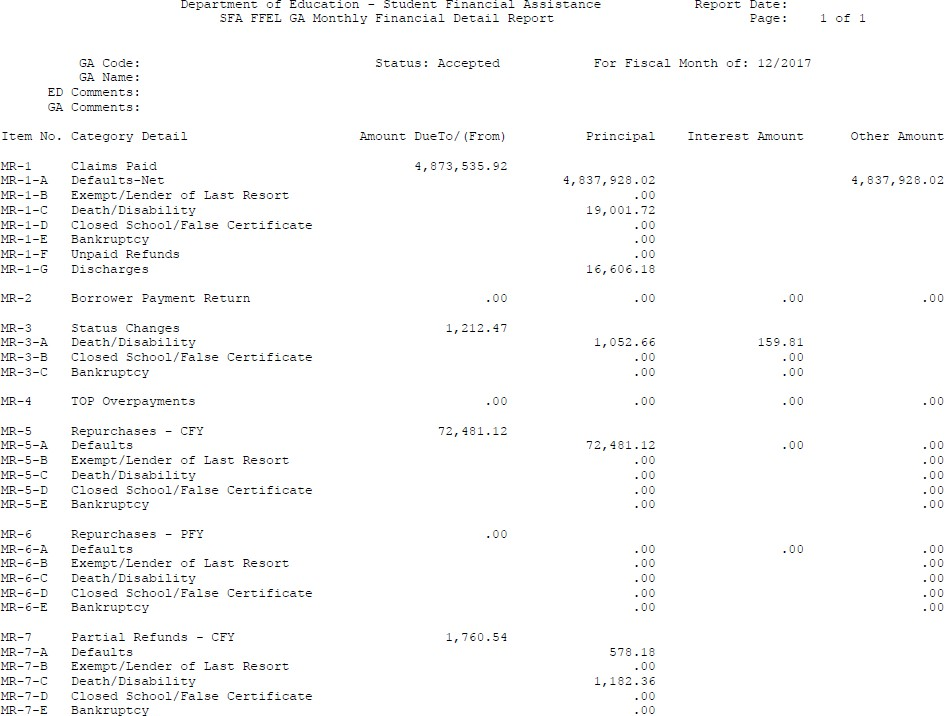 Department of Education - Student Financial Assistance Report Date:
SFA FFEL GA Monthly Financial Detail Report Page: 1 of 1
GA Code: Status: Accepted For Fiscal Month of: 12/2017
GA Name:
ED Comments:
GA Comments:
Item No. Category Detail Amount DueTo/(From) Principal Interest Amount Other Amount
MR-1 Claims Paid 4,873,535.92
MR-1-A Defaults-Net 4,837,928.02 4,837,928.02
MR-1-B Exempt/Lender of Last Resort .00
MR-1-C Death/Disability 19,001.72
MR-1-D Closed School/False Certificate .00
MR-1-E Bankruptcy .00
MR-1-F Unpaid Refunds .00
MR-1-G Discharges 16,606.18
MR-2 Borrower Payment Return .00 .00 .00 .00
MR-3 Status Changes 1,212.47
MR-3-A Death/Disability 1,052.66 159.81
MR-3-B Closed School/False Certificate .00 .00
MR-3-C Bankruptcy .00 .00
MR-4 TOP Overpayments .00 .00 .00 .00
MR-5 Repurchases - CFY 72,481.12
MR-5-A Defaults 72,481.12 .00 .00
MR-5-B Exempt/Lender of Last Resort .00 .00
MR-5-C Death/Disability .00 .00
MR-5-D Closed School/False Certificate .00 .00
MR-5-E Bankruptcy .00 .00
MR-6 Repurchases - PFY .00
MR-6-A Defaults .00 .00 .00
MR-6-B Exempt/Lender of Last Resort .00 .00
MR-6-C Death/Disability .00 .00
MR-6-D Closed School/False Certificate .00 .00
MR-6-E Bankruptcy .00 .00
MR-7 Partial Refunds - CFY 1,760.54
MR-7-A Defaults 578.18
MR-7-B Exempt/Lender of Last Resort .00
MR-7-C Death/Disability 1,182.36
MR-7-D Closed School/False Certificate .00
MR-7-E Bankruptcy .00